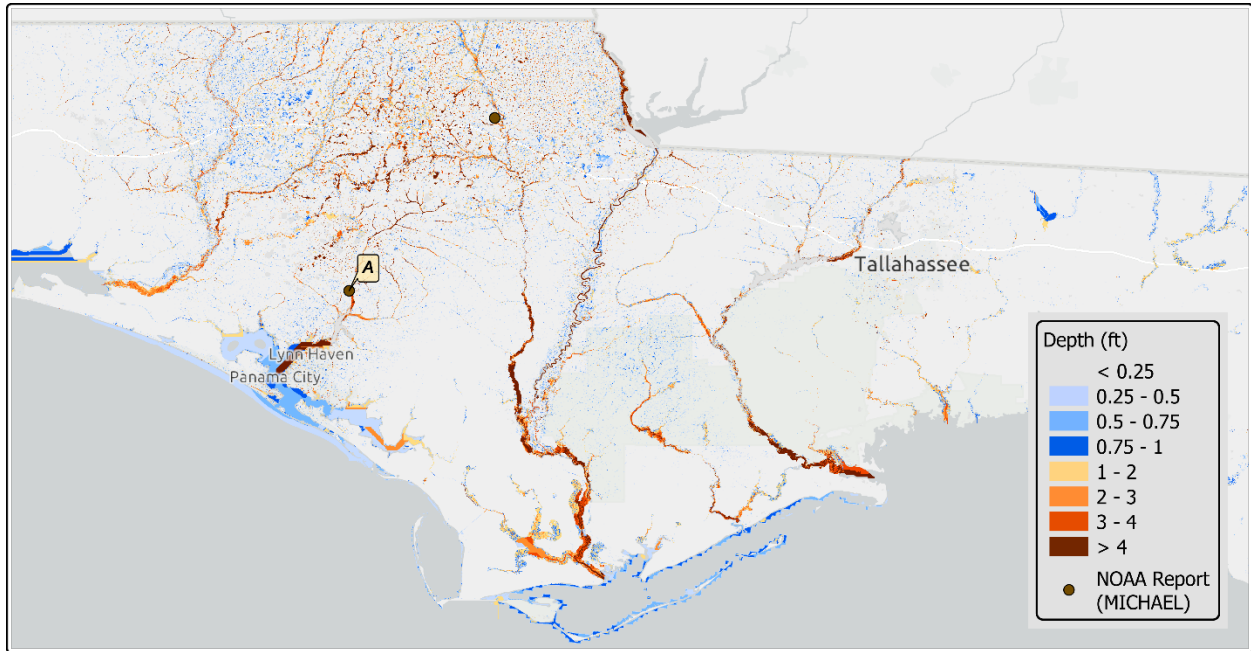 A
Tallahassee
Lynn Haven
Panama City
Depth (ft)
< 0.25
0.25 - 0.5
0.5 - 0.75
0.75 - 1
1 - 2
2 - 3
3 - 4
> 4
NOAA Report
(MICHAEL)